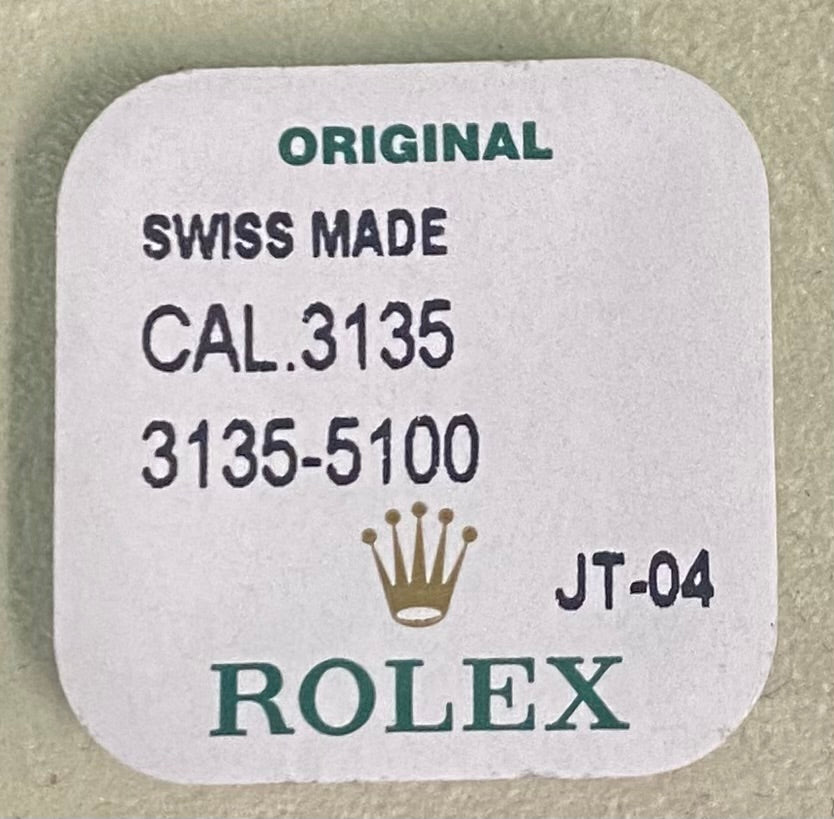 ORIGINAL
SWISS MADE
CAL.3135
3135-5100
JT-04
ROLEX